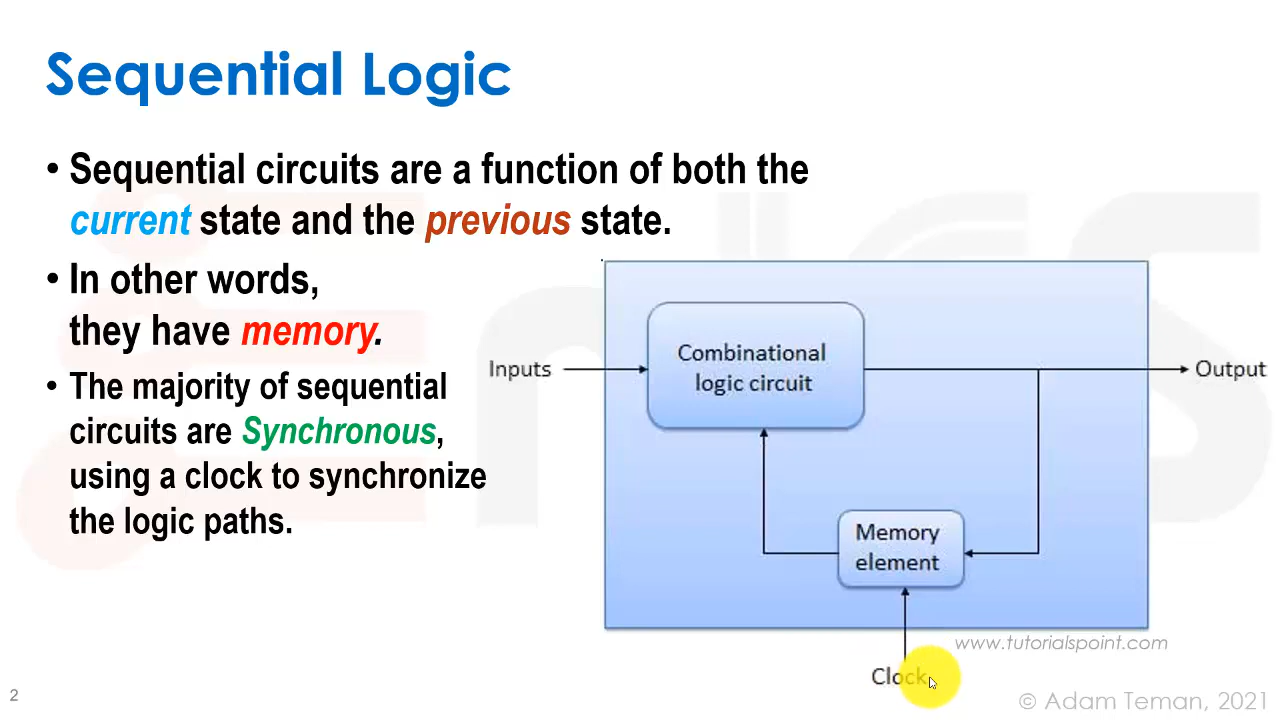 Sequential Logic
• Sequential circuits are a function of both the
current state and the previous state.
• In other words,
they have memory.
• The majority of sequential
circuits are Synchronous,
using a clock to synchronize
the logic paths.
Inputs
Combinational
logic circuit
Output
Memory
element
Clock
www.tutorialspoint.com
2
© Adam Teman, 2021